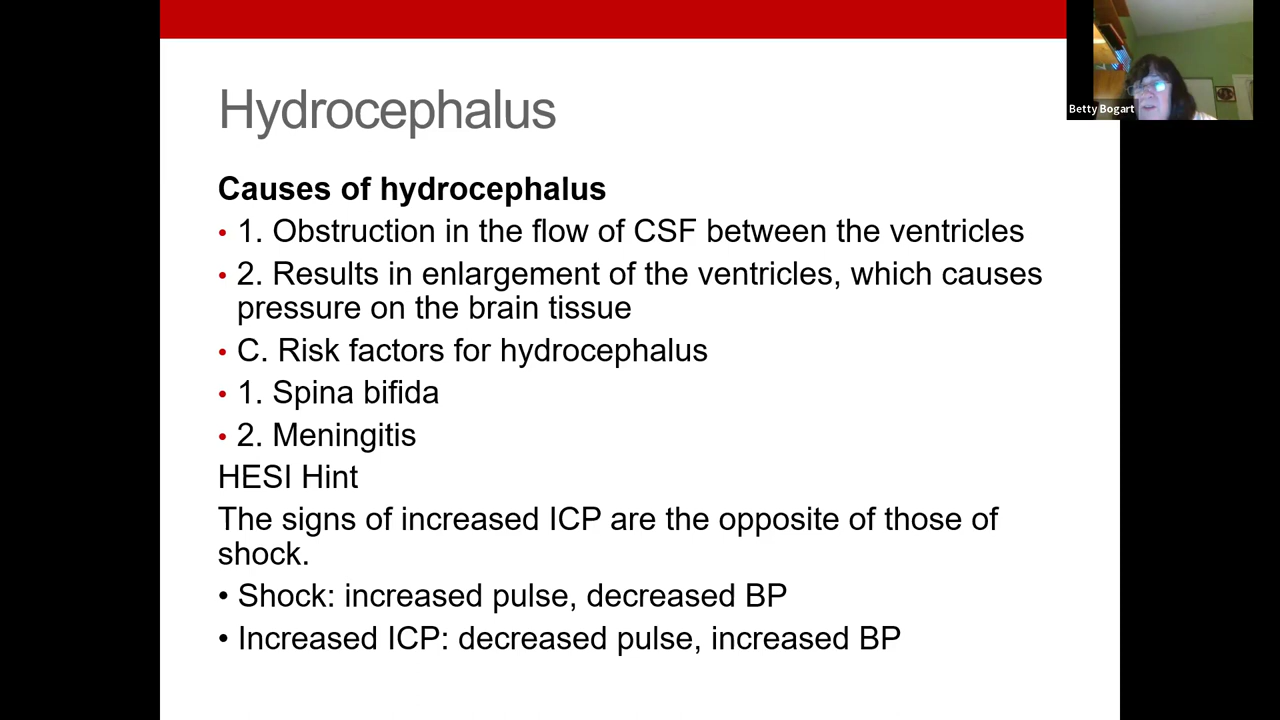 Hydrocephalus
Betty Bogart
Causes of hydrocephalus
• 1. Obstruction in the flow of CSF between the ventricles
• 2. Results in enlargement of the ventricles, which causes
pressure on the brain tissue
• C. Risk factors for hydrocephalus
• 1. Spina bifida
• 2. Meningitis
HESI Hint
The signs of increased ICP are the opposite of those of
shock.
• Shock: increased pulse, decreased BP
• Increased ICP: decreased pulse, increased BP